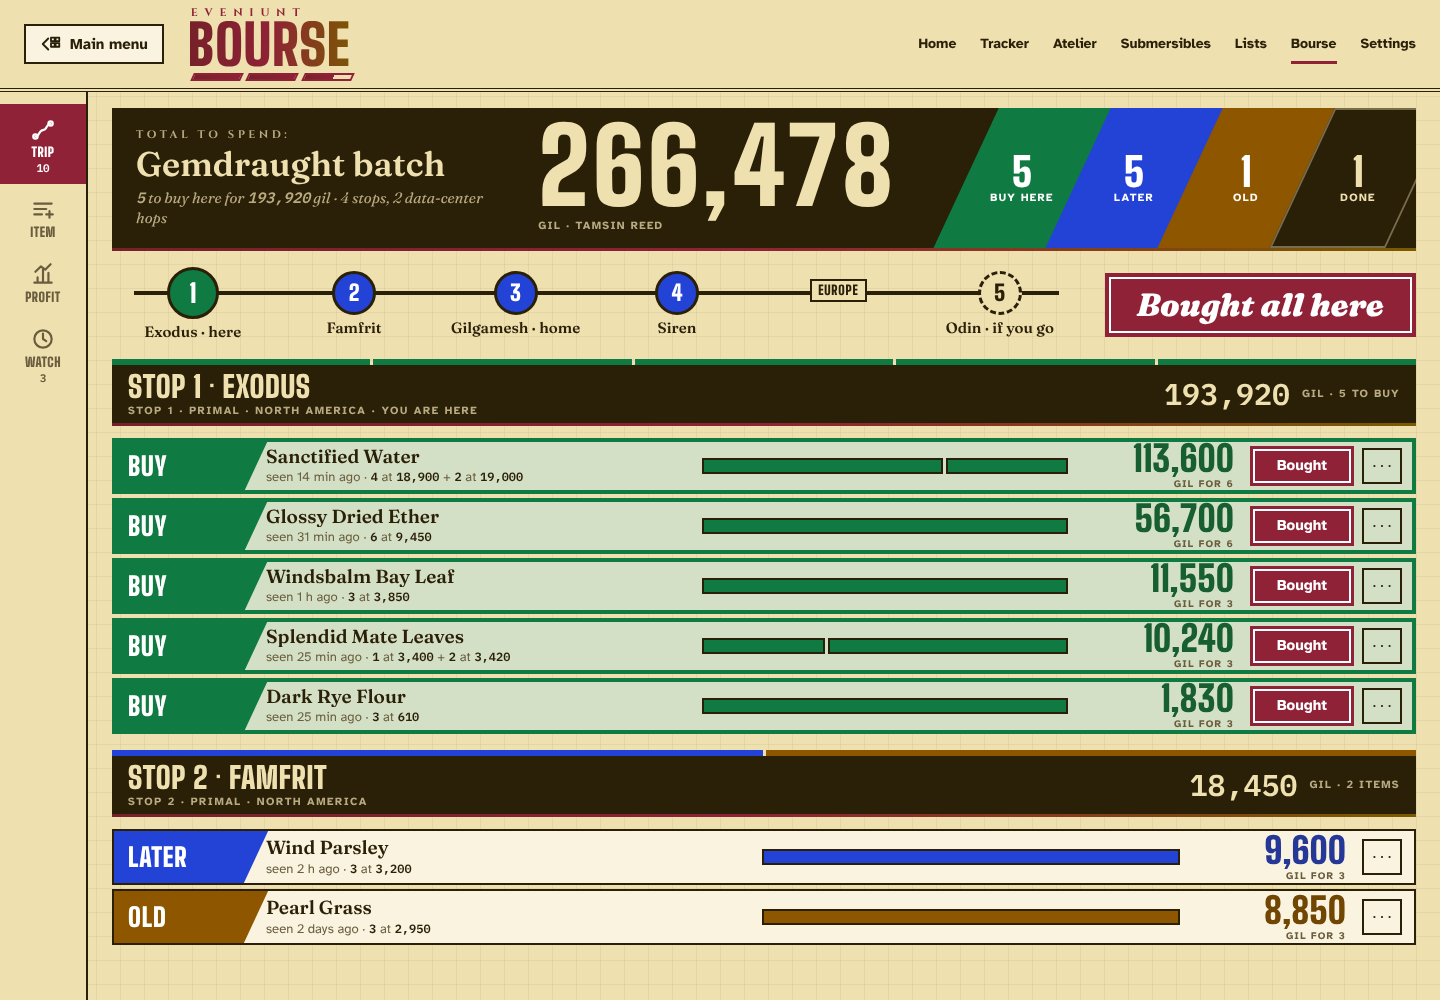 Main menu
EVENIUNT
BOURSE
Home
Tracker
Atelier
Submersibles
Lists
Bourse
Settings
TRIP
10
ITEM
PROFIT
WATCH
3
TOTAL TO SPEND:
Gemdraught batch
5 to buy here for 193,920 gil · 4 stops, 2 data-center
hops
266,478
GIL · TAMSIN REED
5
BUY HERE
5
LATER
1
OLD
1
DONE
1
Exodus · here
2
Famfrit
3
Gilgamesh · home
4
Siren
EUROPE
5
Odin · if you go
Bought all here
STOP 1 · EXODUS
STOP 1 · PRIMAL · NORTH AMERICA · YOU ARE HERE
193,920 GIL · 5 TO BUY
BUY
Sanctified Water
seen 14 min ago · 4 at 18,900 + 2 at 19,000
113,600
GIL FOR 6
Bought
...
BUY
Glossy Dried Ether
seen 31 min ago · 6 at 9,450
56,700
GIL FOR 6
Bought
...
BUY
Windsbalm Bay Leaf
seen 1 h ago · 3 at 3,850
11,550
GIL FOR 3
Bought
...
BUY
Splendid Mate Leaves
seen 25 min ago · 1 at 3,400 + 2 at 3,420
10,240
GIL FOR 3
Bought
...
BUY
Dark Rye Flour
seen 25 min ago · 3 at 610
1,830
GIL FOR 3
Bought
...
STOP 2 · FAMFRIT
STOP 2 · PRIMAL · NORTH AMERICA
18,450 GIL · 2 ITEMS
LATER
Wind Parsley
seen 2 h ago · 3 at 3,200
9,600
GIL FOR 3
...
OLD
Pearl Grass
seen 2 days ago · 3 at 2,950
8,850
GIL FOR 3
...